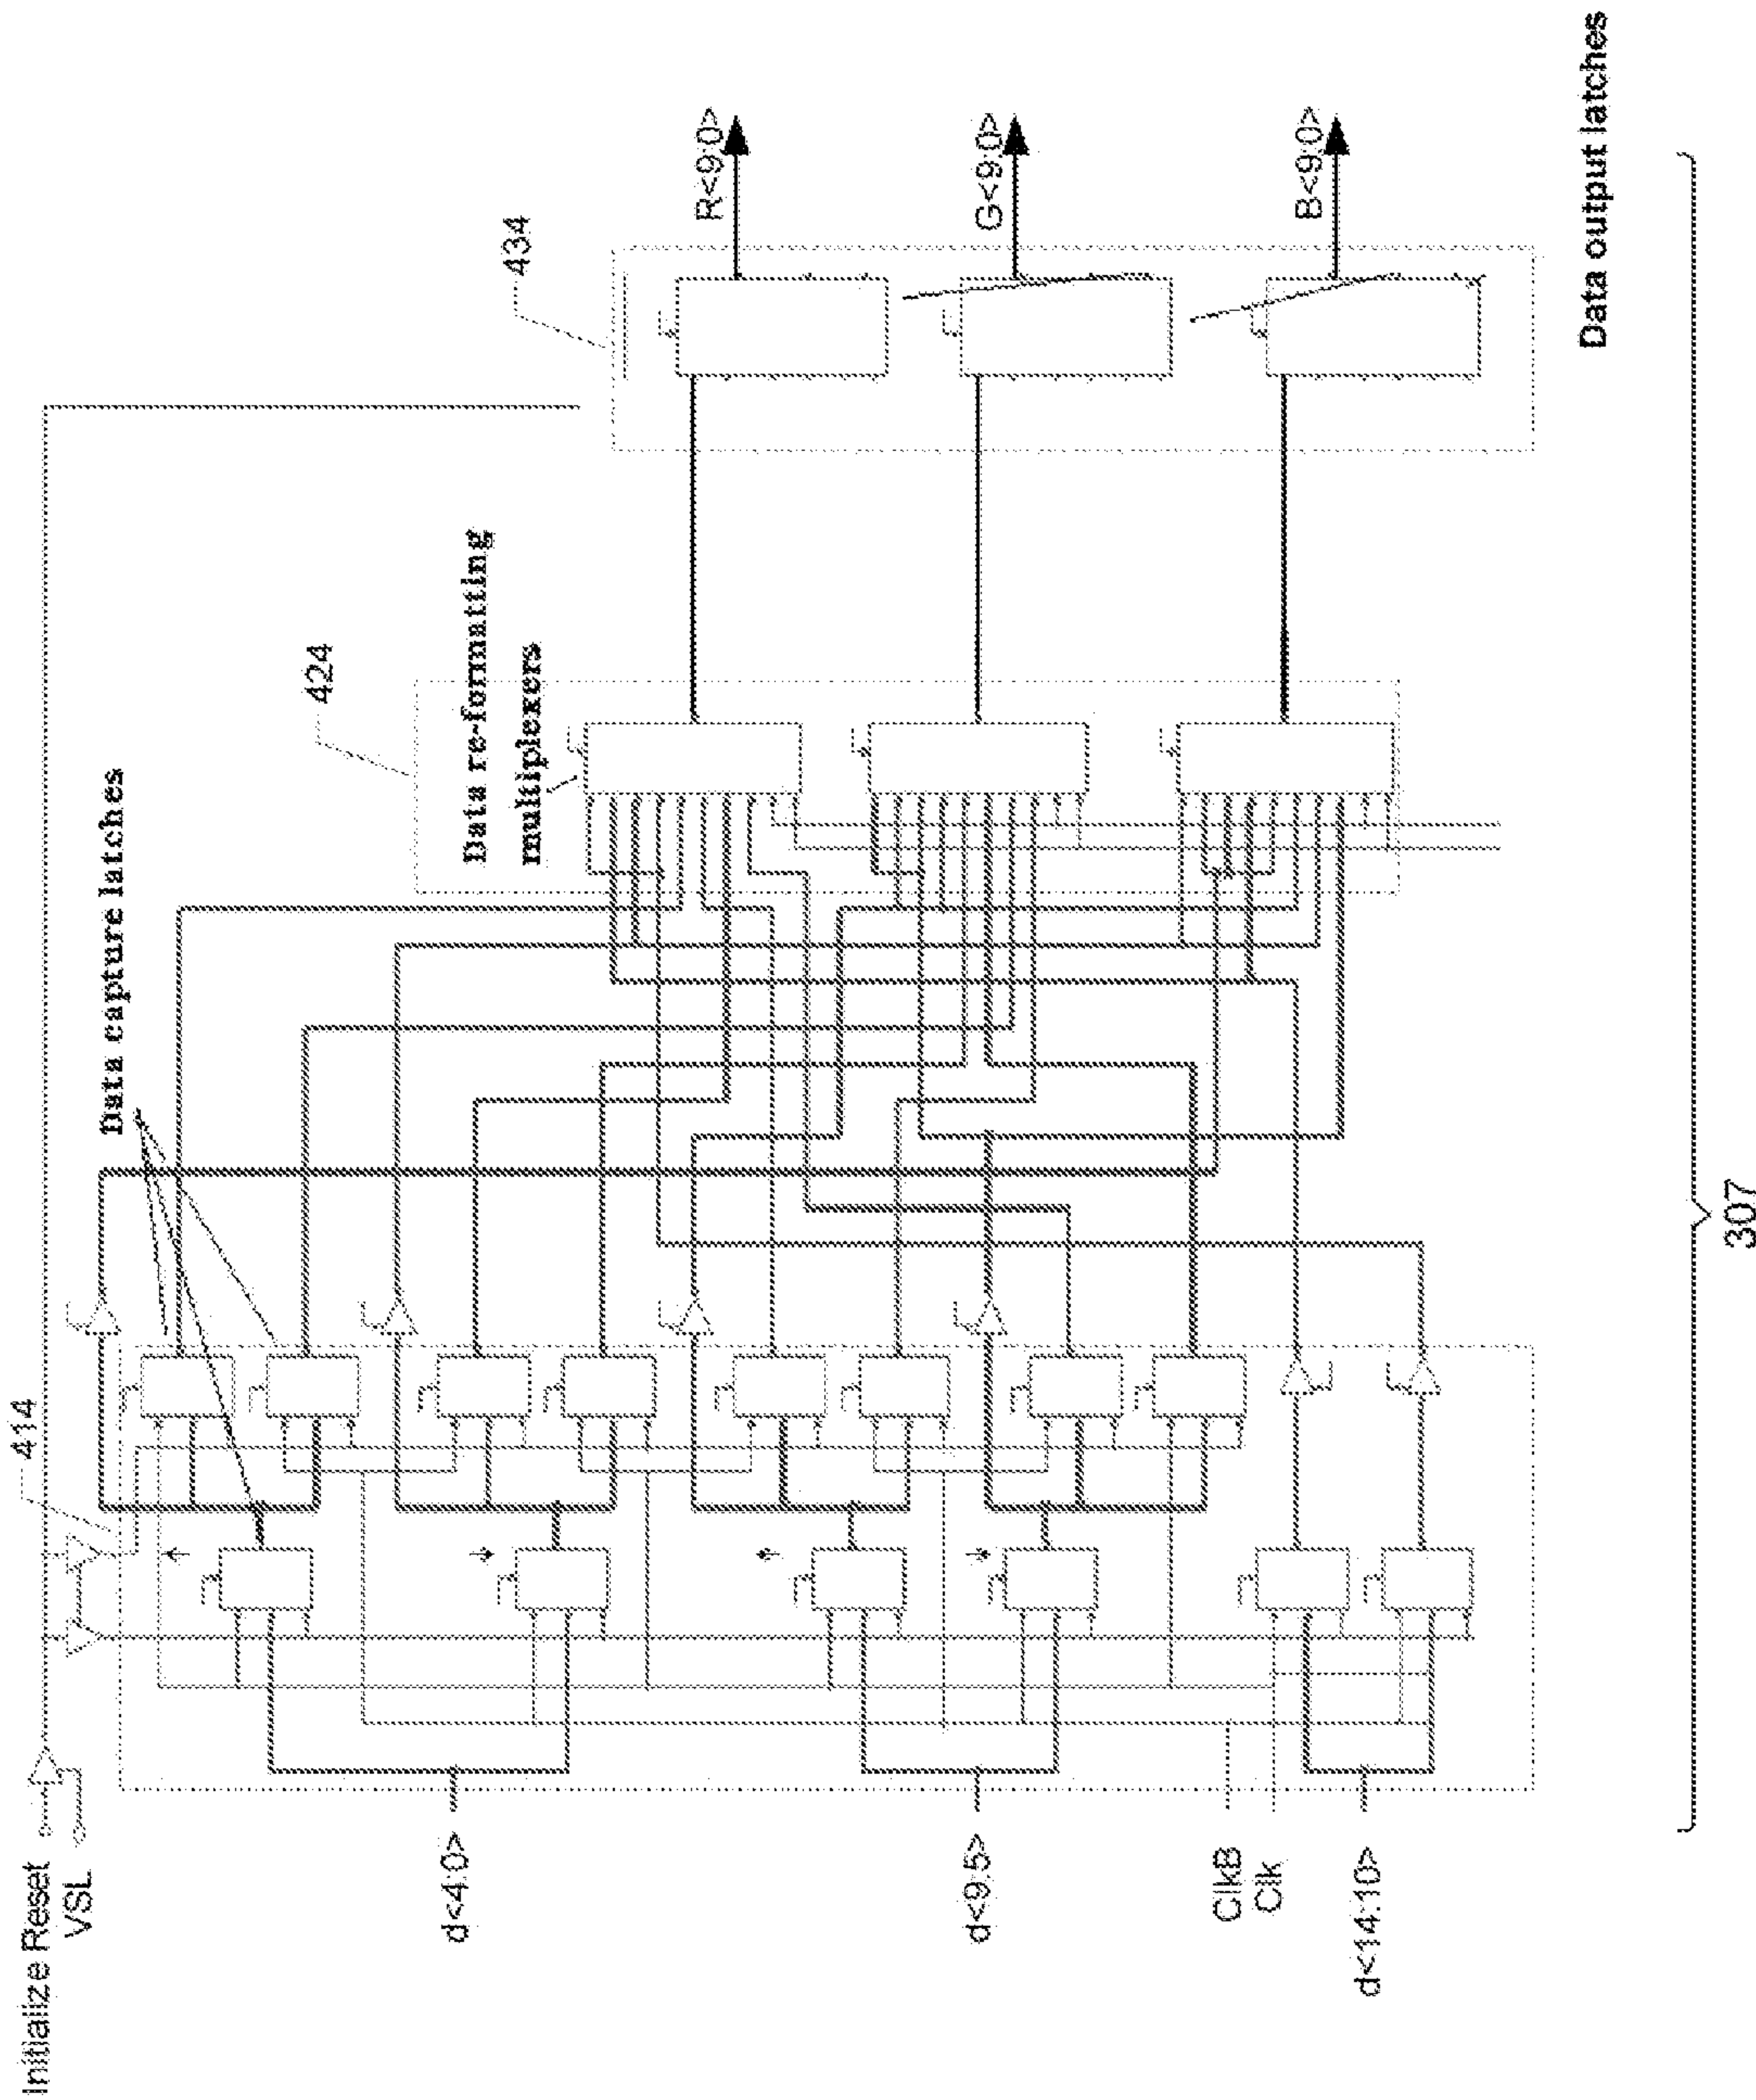 Initialize Reset
VSL
414
Data capture latches
424
Data re-formatting
multiplexers
434
R<9:0>
G<9:0>
B<9:0>
d<4:0>
d<9:5>
ClkB
Clk
d<14:10>
Data output latches
307